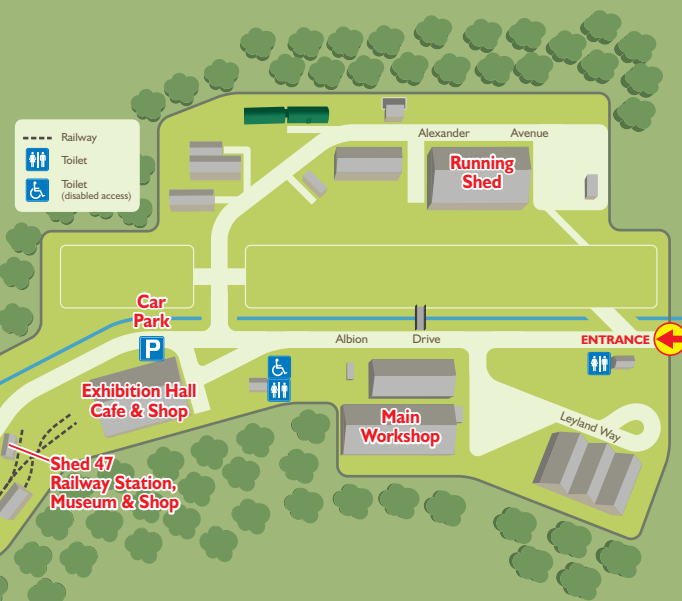 Railway
Toilet
Toilet
(disabled access)
Alexander Avenue
Running
Shed
Car
Park
P
Albion Drive
ENTRANCE
Exhibition Hall
Cafe & Shop
Main
Workshop
Leyland Way
Shed 47
Railway Station,
Museum & Shop